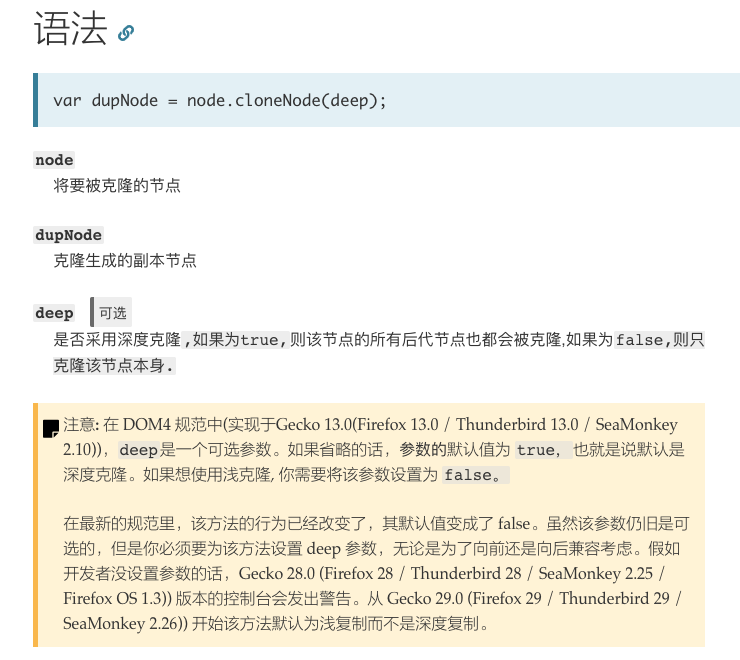 语法
var dupNode = node.cloneNode(deep);
node
将要被克隆的节点
dupNode
克隆生成的副本节点
deep 可选
是否采用深度克隆,如果为true,则该节点的所有后代节点也都会被克隆,如果为false,则只
克隆该节点本身.
注意: 在 DOM4 规范中(实现于Gecko 13.0(Firefox 13.0 / Thunderbird 13.0 / SeaMonkey
2.10)),deep是一个可选参数。如果省略的话，参数的默认值为 true，也就是说默认是
深度克隆。如果想使用浅克隆, 你需要将该参数设置为 false。
在最新的规范里，该方法的行为已经改变了，其默认值变成了 false。虽然该参数仍旧是可
选的，但是你必须要为该方法设置 deep 参数，无论是为了向前还是向后兼容考虑。假如
开发者没设置参数的话，Gecko 28.0 (Firefox 28 / Thunderbird 28 / SeaMonkey 2.25 /
Firefox OS 1.3)) 版本的控制台会发出警告。从 Gecko 29.0 (Firefox 29 / Thunderbird 29 /
SeaMonkey 2.26)) 开始该方法默认为浅复制而不是深度复制。